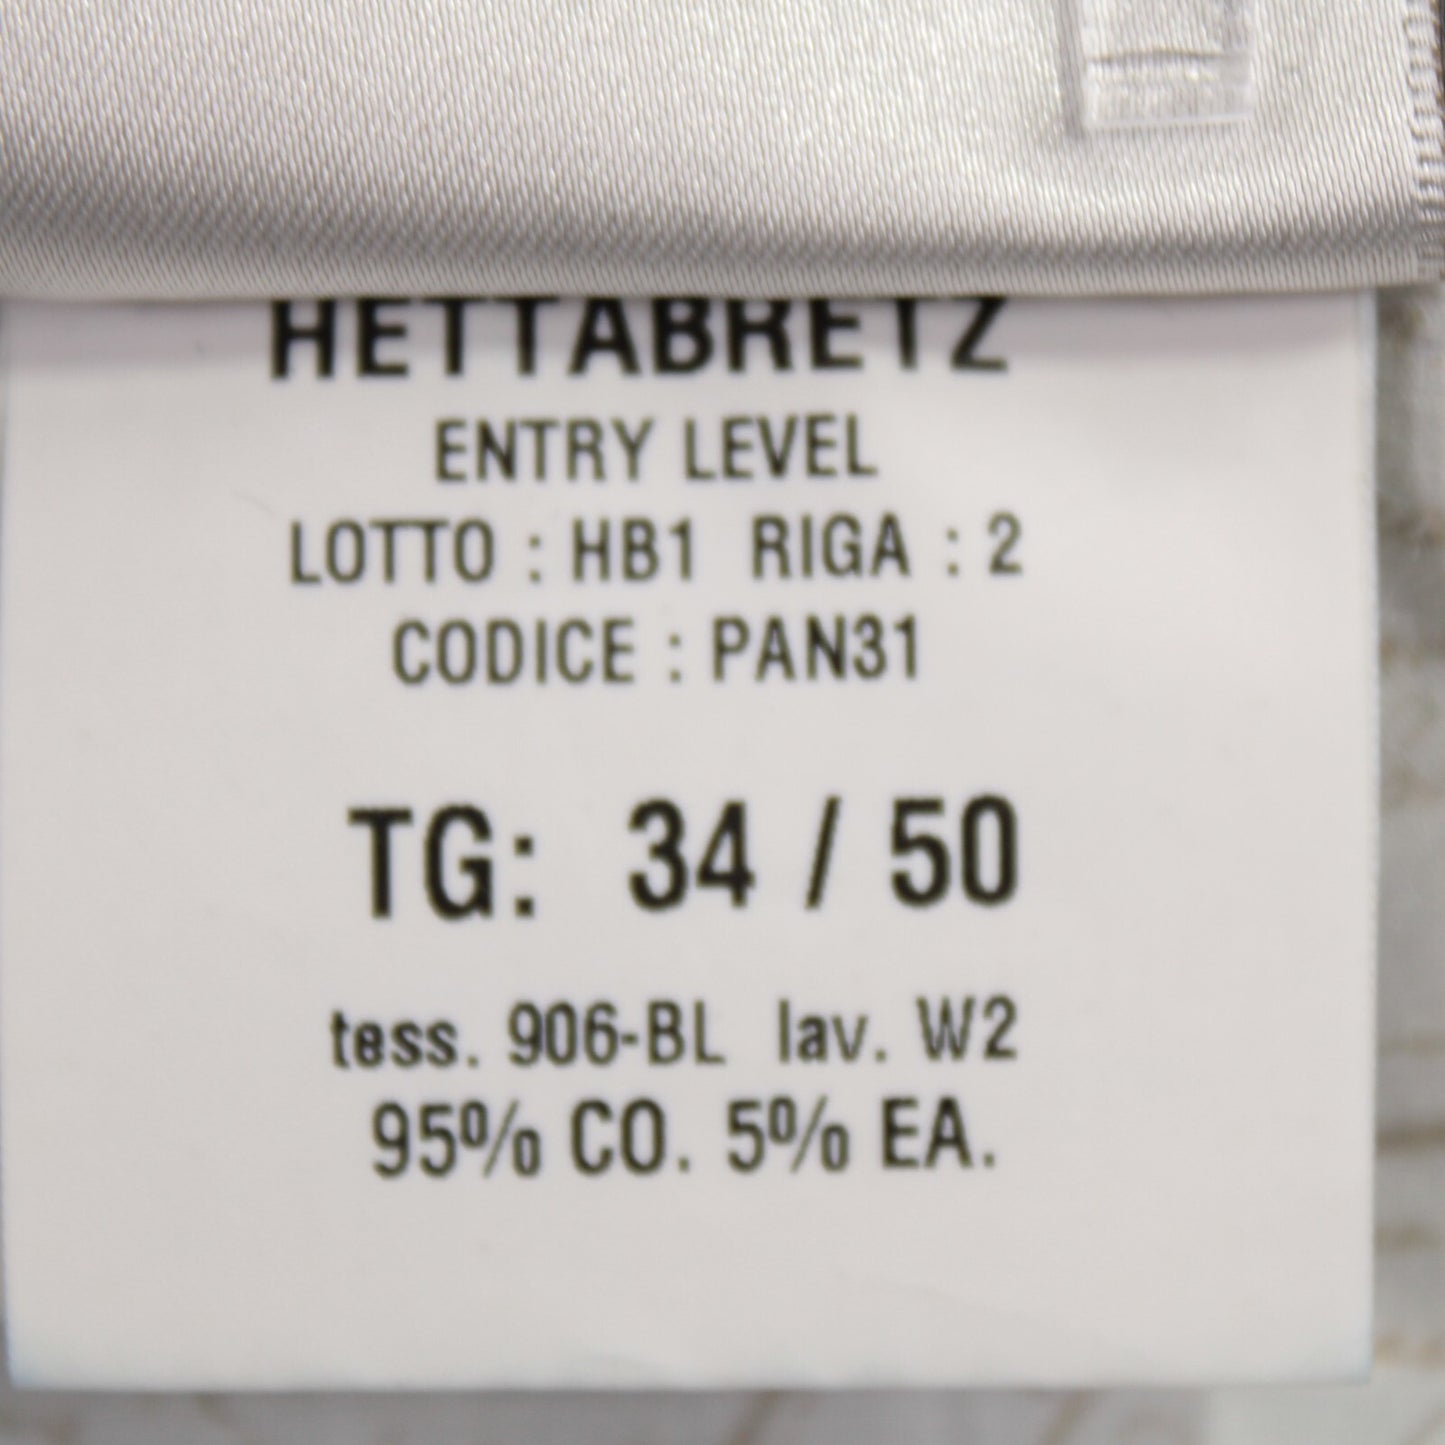 HETTABRETZ
ENTRY LEVEL
LOTTO : HB1 RIGA : 2
CODICE : PAN31
TG: 34 / 50
tess. 906-BL lav. W2
95% CO. 5% EA.